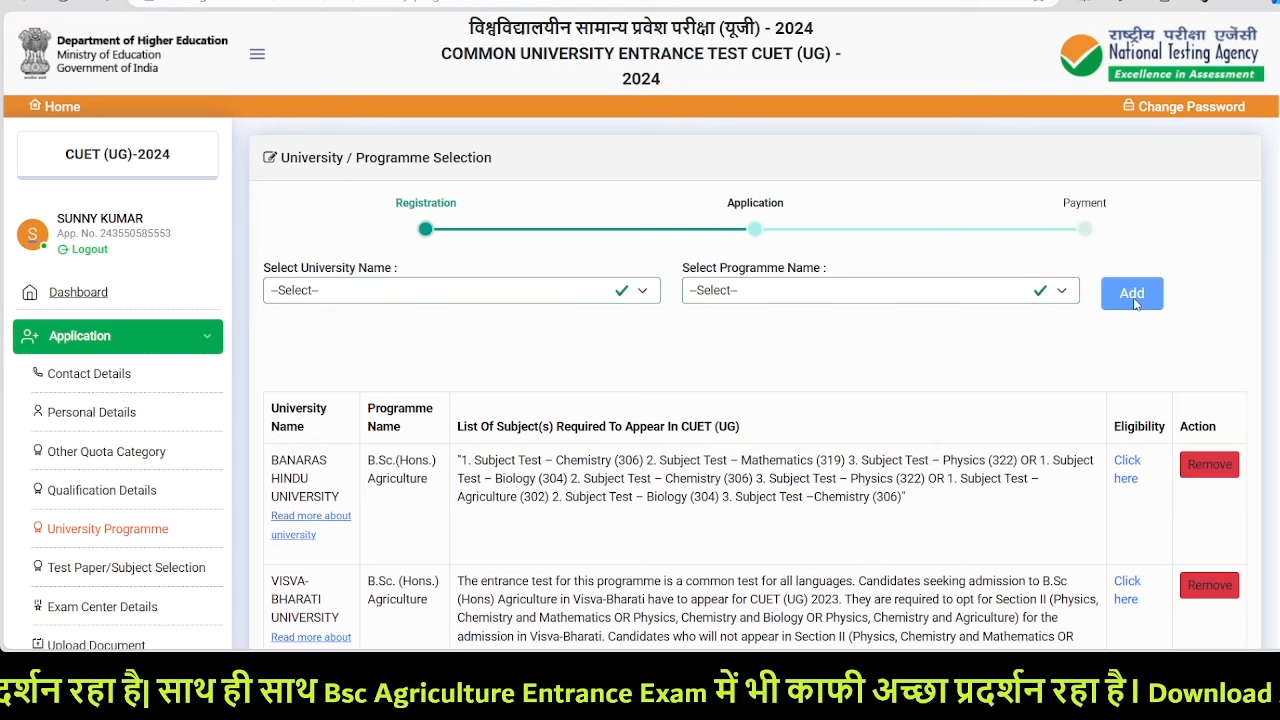 विश्वविद्यालयीन सामान्य प्रवेश परीक्षा (यूजी) - 2024
COMMON UNIVERSITY ENTRANCE TEST CUET (UG) -
2024
Department of Higher Education
Ministry of Education
Government of India
राष्ट्रीय परीक्षा एजेंसी
National Testing Agency
Excellence in Assessment
Home
Change Password
CUET (UG)-2024
SUNNY KUMAR
App. No. 243550585553
Logout
Dashboard
Application
Contact Details
Personal Details
Other Quota Category
Qualification Details
University Programme
Test Paper/Subject Selection
Exam Center Details
Upload Document
University / Programme Selection
Registration
Application
Payment
Select University Name :
Select Programme Name :
--Select--
--Select--
Add
University Name
Programme Name
List Of Subject(s) Required To Appear In CUET (UG)
Eligibility
Action
BANARAS
HINDU
UNIVERSITY
Read more about
university
B.Sc.(Hons.)
Agriculture
"1. Subject Test – Chemistry (306) 2. Subject Test – Mathematics (319) 3. Subject Test – Physics (322) OR 1. Subject
Test – Biology (304) 2. Subject Test – Chemistry (306) 3. Subject Test – Physics (322) OR 1. Subject Test –
Agriculture (302) 2. Subject Test – Biology (304) 3. Subject Test –Chemistry (306)"
Click
here
Remove
VISVA-
BHARATI
UNIVERSITY
Read more about
B.Sc. (Hons.)
Agriculture
The entrance test for this programme is a common test for all languages. Candidates seeking admission to B.Sc
(Hons) Agriculture in Visva-Bharati have to appear for CUET (UG) 2023. They are required to opt for Section II (Physics,
Chemistry and Mathematics OR Physics, Chemistry and Biology OR Physics, Chemistry and Agriculture) for the
admission in Visva-Bharati. Candidates who will not appear in Section II (Physics, Chemistry and Mathematics OR
Click
here
Remove
रहा है| साथ ही साथ Bsc Agriculture Entrance Exam में भी काफी अच्छा प्रदर्शन रहा है। Download